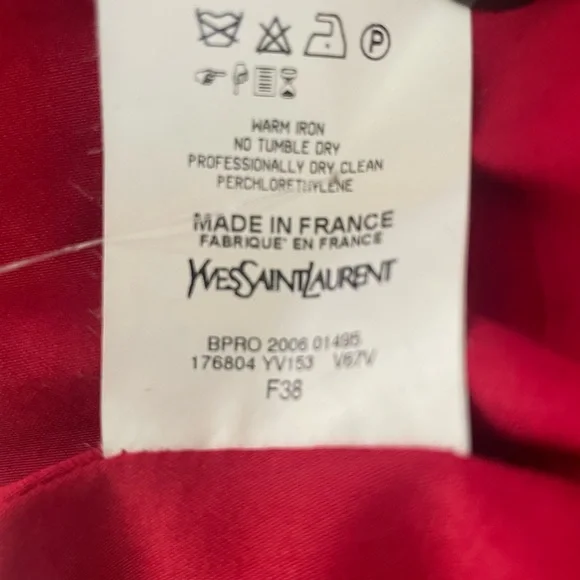 P
WARM IRON
NO TUMBLE DRY
PROFESSIONALLY DRY CLEAN
PERCHLORETHYLENE
MADE IN FRANCE
FABRIQUE' EN FRANCE
YVESSAINTLAURENT
BPRO 2006 01495
176804 YV153 V67V
F38